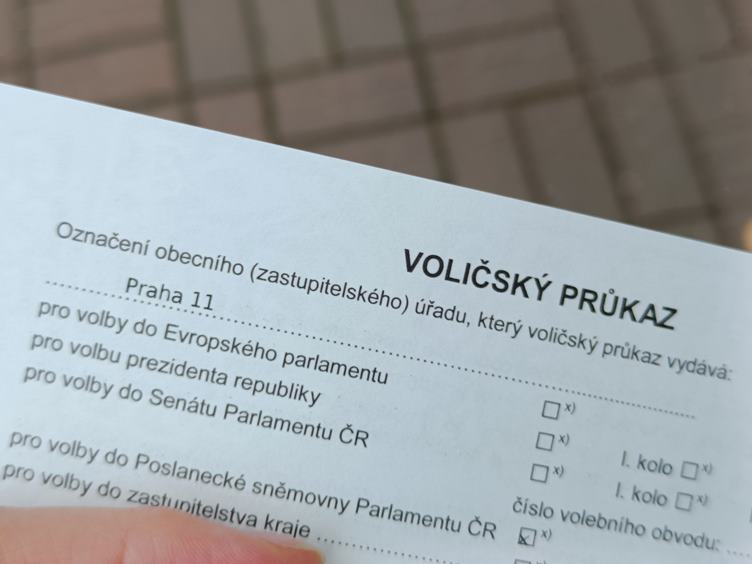 VOLIČSKÝ PRŮKAZ
Označení obecního (zastupitelského) úřadu, který voličský průkaz vydává:
Praha 11
pro volby do Evropského parlamentu ☐ x)
pro volbu prezidenta republiky ☐ x) I. kolo ☐ x)
pro volby do Senátu Parlamentu ČR ☐ x) I. kolo ☐ x)
číslo volebního obvodu: ....
pro volby do Poslanecké sněmovny Parlamentu ČR ☒ x)
pro volby do zastupitelstva kraje ....